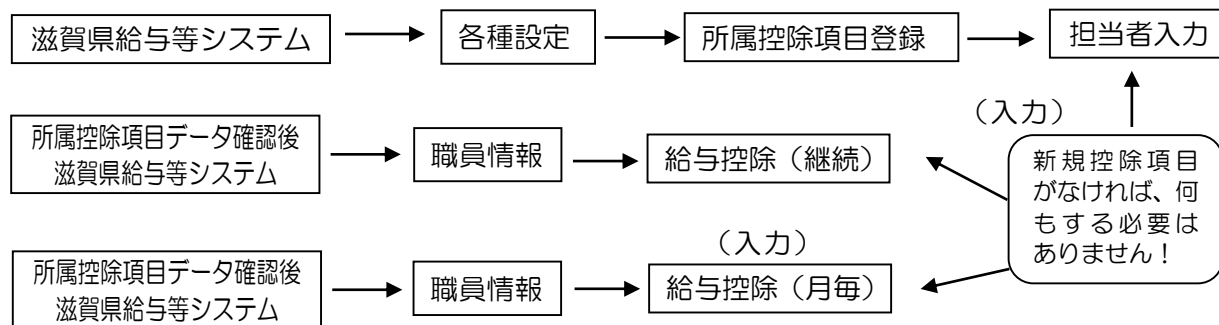 滋賀県給与等システム
各種設定
所属控除項目登録
担当者入力
（入力）
所属控除項目データ確認後
滋賀県給与等システム
職員情報
給与控除（継続）
新規控除項目
がなければ、何
もする必要は
ありません！
（入力）
所属控除項目データ確認後
滋賀県給与等システム
職員情報
給与控除（月毎）